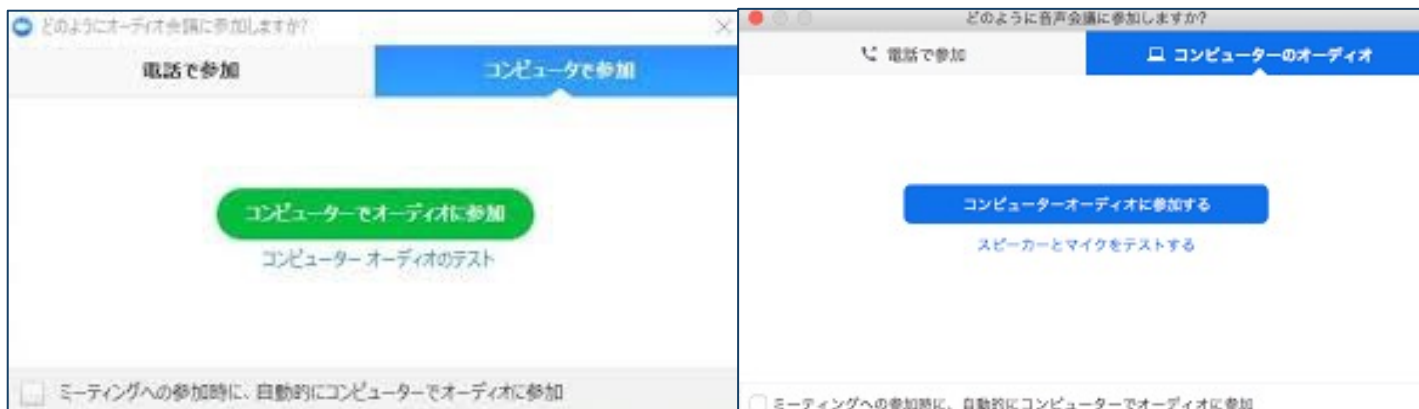 どのようにオーディオ会議に参加しますか?
電話で参加
コンピュータで参加
コンピューターでオーディオに参加
コンピューター オーディオのテスト
ミーティングへの参加時に、自動的にコンピューターでオーディオに参加
どのように音声会議に参加しますか?
電話で参加
コンピューターのオーディオ
コンピューターオーディオに参加する
スピーカーとマイクをテストする
ミーティングへの参加時に、自動的にコンピューターでオーディオに参加